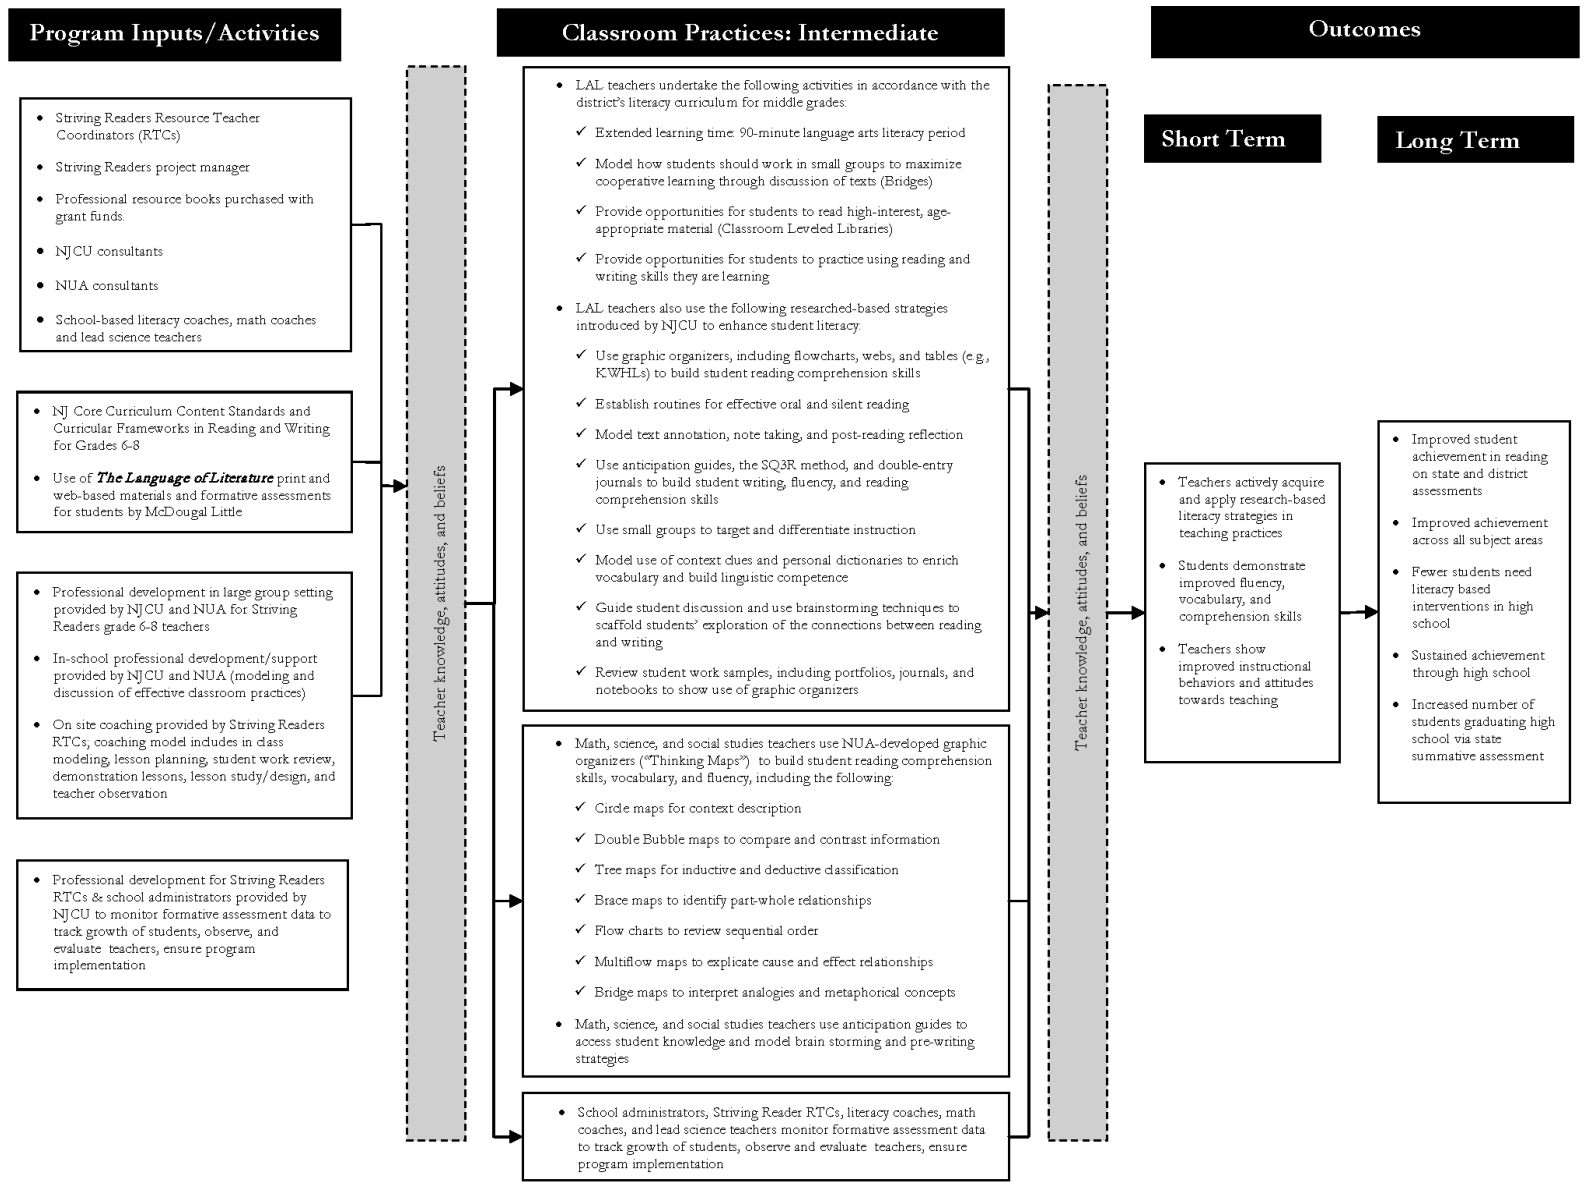 Program Inputs/Activities
Striving Readers Resource Teacher
Coordinators (RTCs)
Striving Readers project manager
Professional resource books purchased with
grant funds.
NJCU consultants
NUA consultants
School-based literacy coaches, math coaches
and lead science teachers
NJ Core Curriculum Content Standards and
Curricular Frameworks in Reading and Writing
for Grades 6-8
Use of The Language of Literature print and
web-based materials and formative assessments
for students by McDougal Little
Professional development in large group setting
provided by NJCU and NUA for Striving
Readers grade 6-8 teachers
In-school professional development/support
provided by NJCU and NUA (modeling and
discussion of effective classroom practices)
On site coaching provided by Striving Readers
RTCs; coaching model includes in class
modeling, lesson planning, student work review,
demonstration lessons, lesson study/design, and
teacher observation
Professional development for Striving Readers
RTCs & school administrators provided by
NJCU to monitor formative assessment data to
track growth of students, observe, and
evaluate teachers, ensure program
implementation
Teacher knowledge, attitudes, and beliefs
Classroom Practices: Intermediate
LAL teachers undertake the following activities in accordance with the
district's literacy curriculum for middle grades:
✓ Extended learning time: 90-minute language arts literacy period
✓ Model how students should work in small groups to maximize
cooperative learning through discussion of texts (Bridges)
✓ Provide opportunities for students to read high-interest, age-
appropriate material (Classroom Leveled Libraries)
✓ Provide opportunities for students to practice using reading and
writing skills they are learning
LAL teachers also use the following researched-based strategies
introduced by NJCU to enhance student literacy:
✓ Use graphic organizers, including flowcharts, webs, and tables (e.g.,
KWHLs) to build student reading comprehension skills
✓ Establish routines for effective oral and silent reading
✓ Model text annotation, note taking, and post-reading reflection
✓ Use anticipation guides, the SQ3R method, and double-entry
journals to build student writing, fluency, and reading
comprehension skills
✓ Use small groups to target and differentiate instruction
✓ Model use of context clues and personal dictionaries to enrich
vocabulary and build linguistic competence
✓ Guide student discussion and use brainstorming techniques to
scaffold students' exploration of the connections between reading
and writing
✓ Review student work samples, including portfolios, journals, and
notebooks to show use of graphic organizers
Math, science, and social studies teachers use NUA-developed graphic
organizers ("Thinking Maps") to build student reading comprehension
skills, vocabulary, and fluency, including the following:
✓ Circle maps for context description
✓ Double Bubble maps to compare and contrast information
✓ Tree maps for inductive and deductive classification
✓ Brace maps to identify part-whole relationships
✓ Flow charts to review sequential order
✓ Multiflow maps to explicate cause and effect relationships
✓ Bridge maps to interpret analogies and metaphorical concepts
Math, science, and social studies teachers use anticipation guides to
access student knowledge and model brain storming and pre-writing
strategies
School administrators, Striving Reader RTCs, literacy coaches, math
coaches, and lead science teachers monitor formative assessment data
to track growth of students, observe and evaluate teachers, ensure
program implementation
Teacher knowledge, attitudes, and beliefs
Outcomes
Short Term
Teachers actively acquire
and apply research-based
literacy strategies in
teaching practices
Students demonstrate
improved fluency,
vocabulary, and
comprehension skills
Teachers show
improved instructional
behaviors and attitudes
towards teaching
Long Term
Improved student
achievement in reading
on state and district
assessments
Improved achievement
across all subject areas
Fewer students need
literacy based
interventions in high
school
Sustained achievement
through high school
Increased number of
students graduating high
school via state
summative assessment